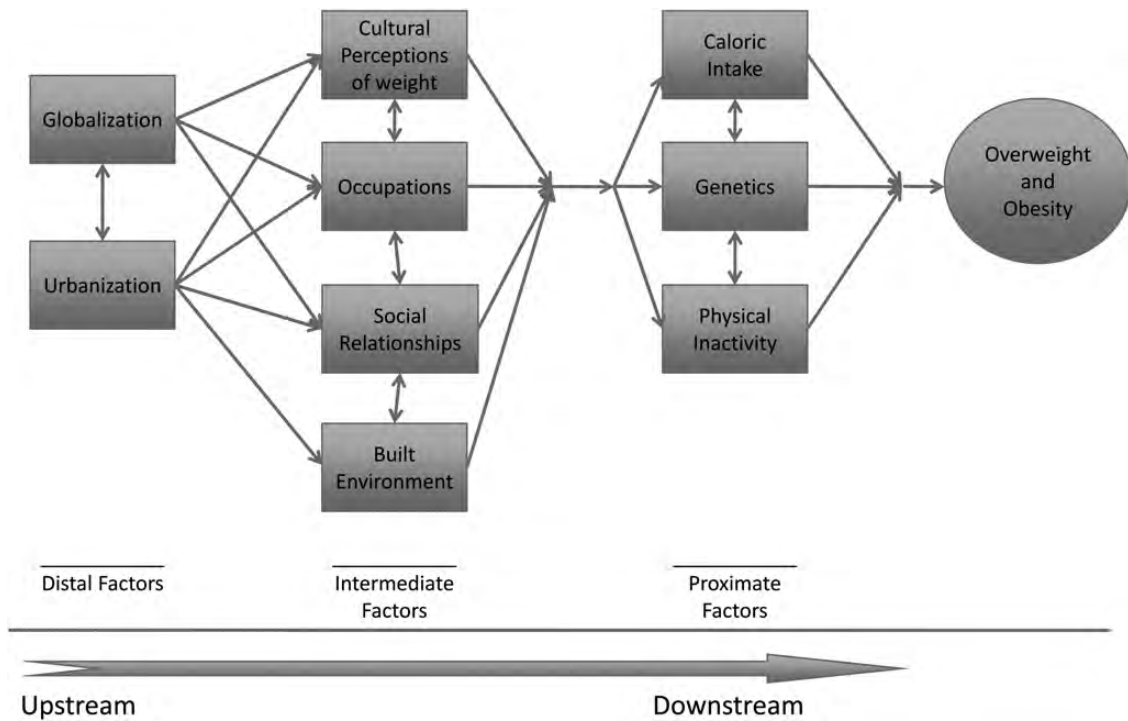 Globalization
Urbanization
Cultural
Perceptions
of weight
Occupations
Social
Relationships
Built
Environment
Caloric
Intake
Genetics
Physical
Inactivity
Overweight
and
Obesity
Distal Factors
Intermediate
Factors
Proximate
Factors
Upstream
Downstream